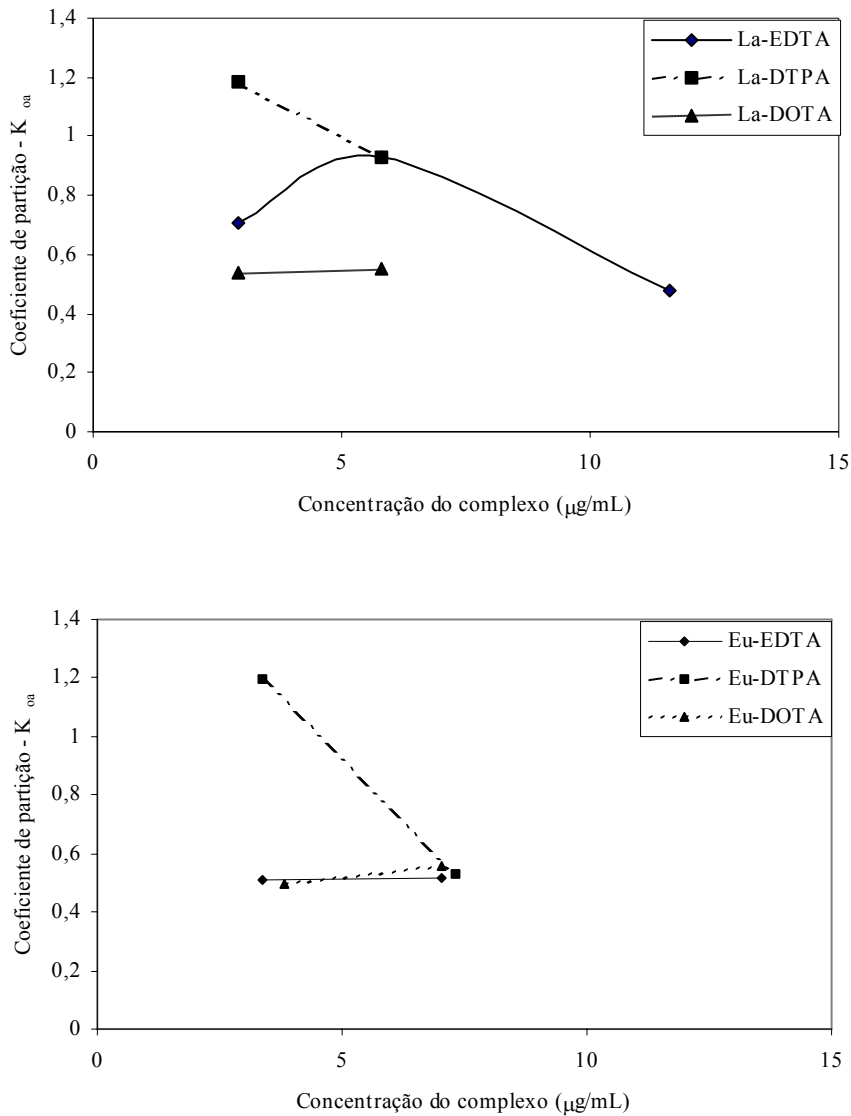 La-EDTA
La-DTPA
La-DOTA
Coeficiente de partição - K oa
1,4
1,2
1
0,8
0,6
0,4
0,2
0
0
5
10
15
Concentração do complexo (μg/mL)
Eu-EDTA
Eu-DTPA
Eu-DOTA
Coeficiente de partição - K oa
1,4
1,2
1
0,8
0,6
0,4
0,2
0
0
5
10
15
Concentração do complexo (μg/mL)